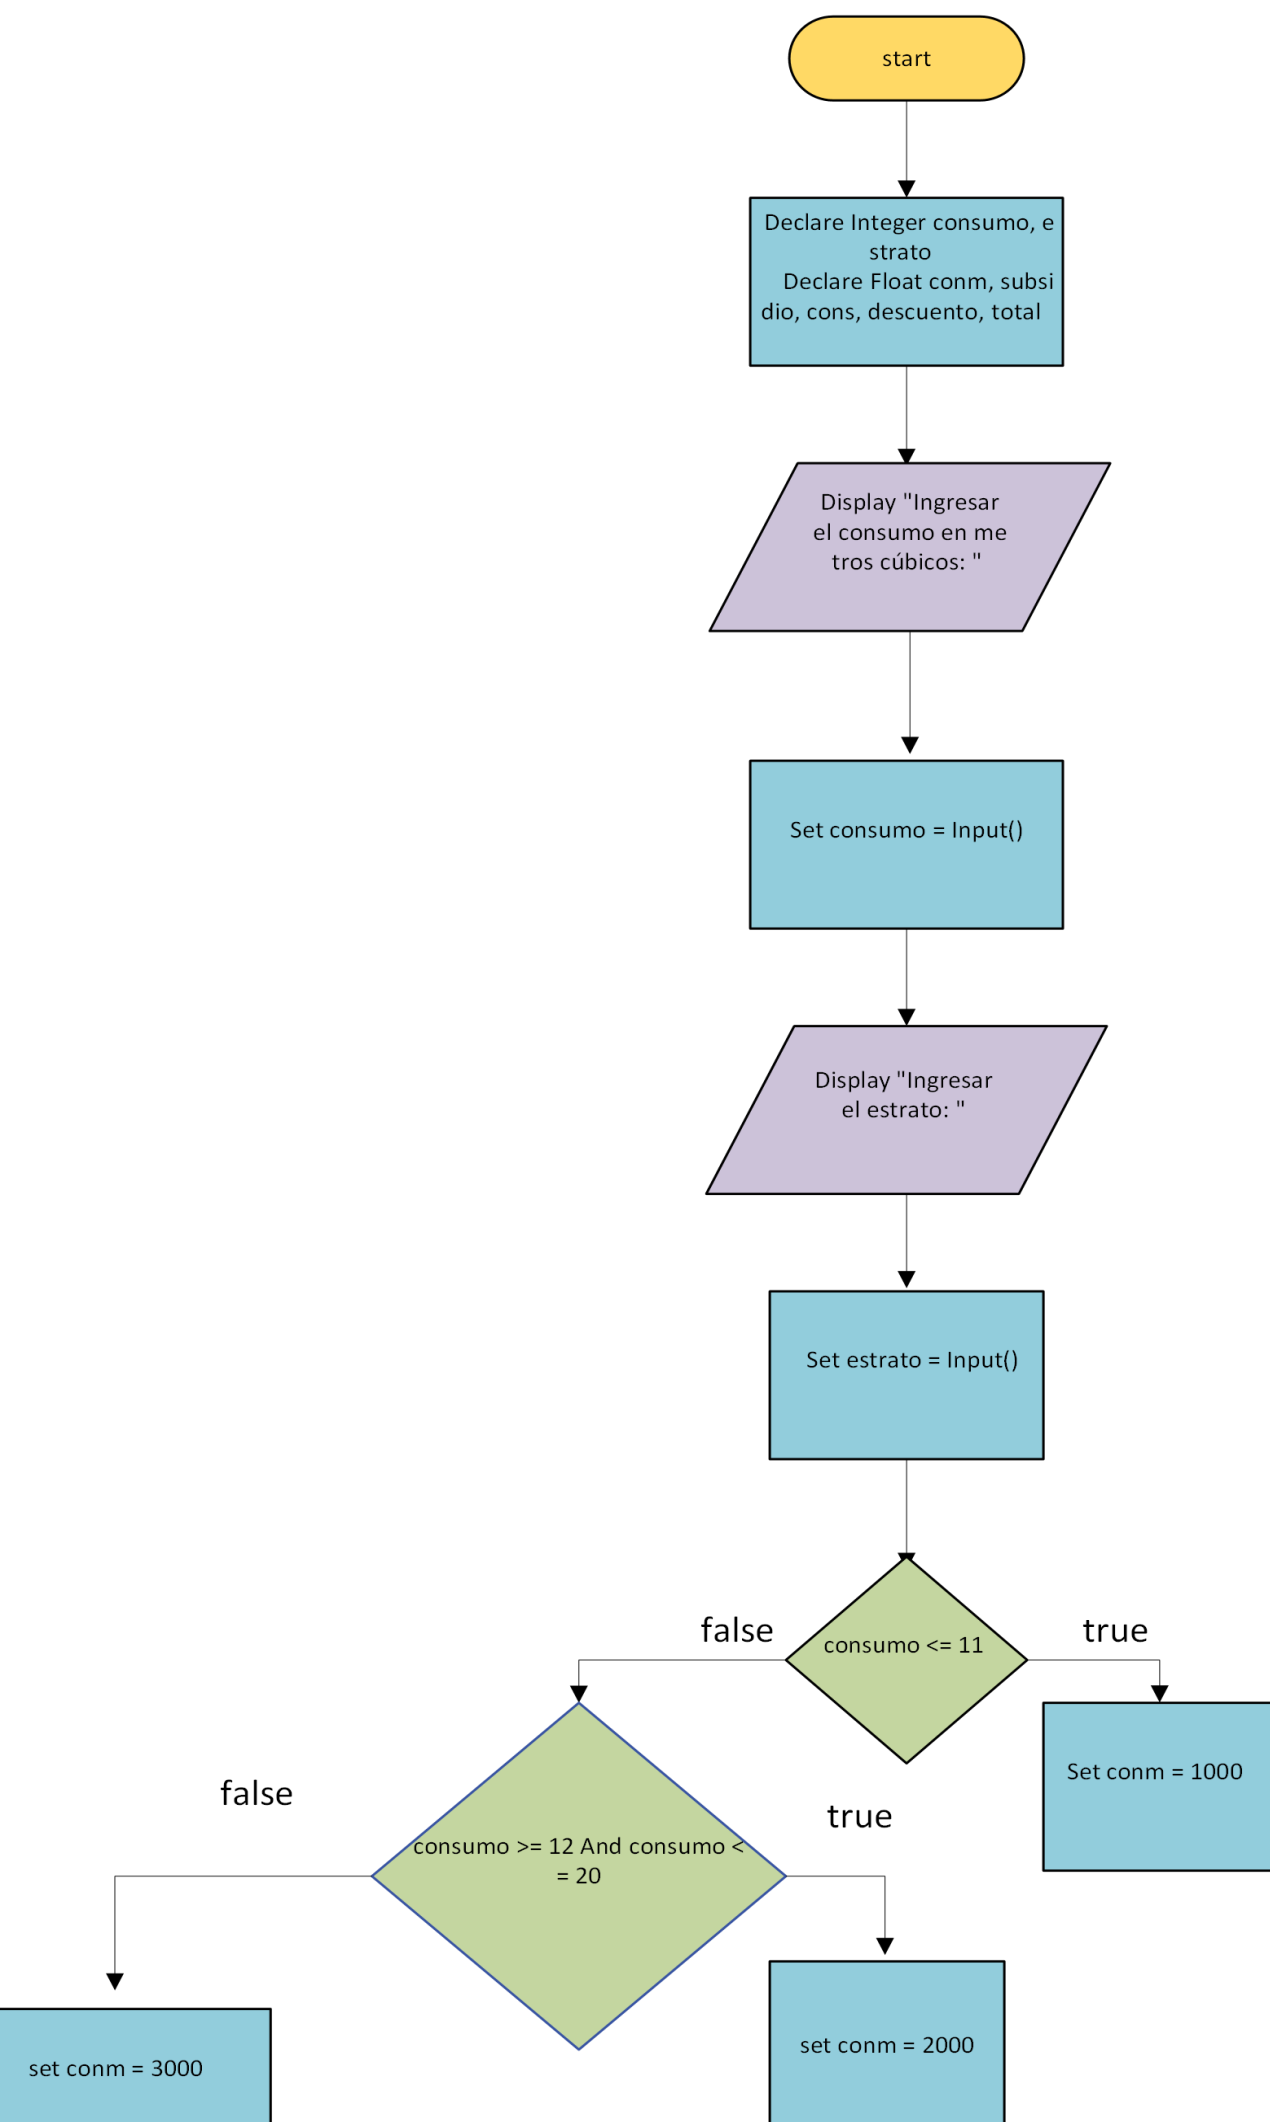 start
Declare Integer consumo, e
strato
Declare Float conm, subsi
dio, cons, descuento, total
Display "Ingresar
el consumo en me
tros cúbicos: "
Set consumo = Input()
Display "Ingresar
el estrato: "
Set estrato = Input()
false
consumo <= 11
true
Set conm = 1000
false
consumo >= 12 And consumo <
= 20
true
set conm = 2000
set conm = 3000